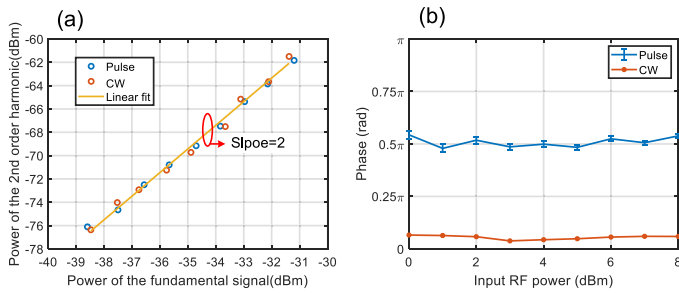 (a)
Power of the 2nd order harmonic(dBm)
-60
-62
-64
-66
-68
-70
-72
-74
-76
-78
Pulse
CW
Linear fit
Slpoe=2
-40 -39 -38 -37 -36 -35 -34 -33 -32 -31 -30
Power of the fundamental signal(dBm)
(b)
Phase (rad)
π
0.75π
0.5π
0.25π
0
Pulse
CW
0 2 4 6 8
Input RF power (dBm)